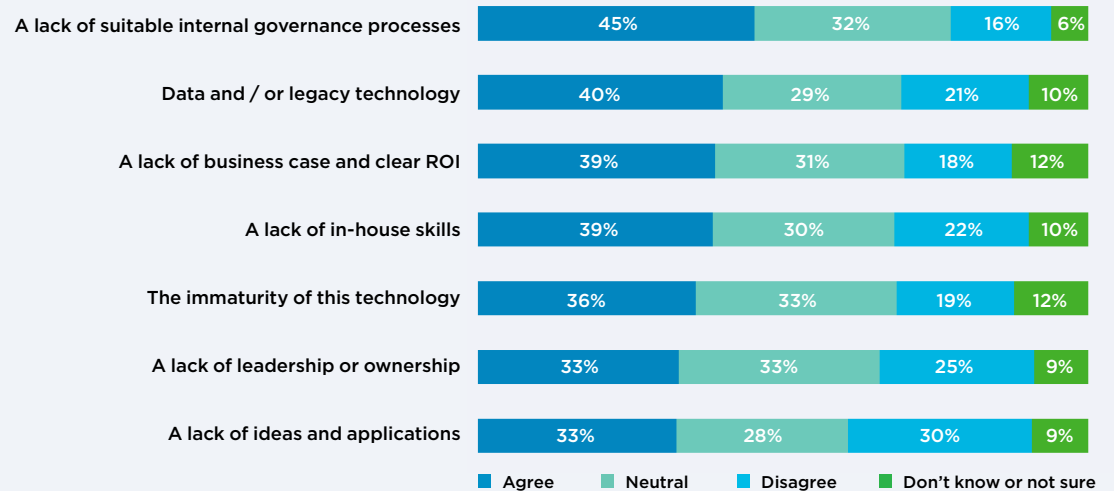 A lack of suitable internal governance processes 45% 32% 16% 6%
Data and / or legacy technology 40% 29% 21% 10%
A lack of business case and clear ROI 39% 31% 18% 12%
A lack of in-house skills 39% 30% 22% 10%
The immaturity of this technology 36% 33% 19% 12%
A lack of leadership or ownership 33% 33% 25% 9%
A lack of ideas and applications 33% 28% 30% 9%
Agree Neutral Disagree Don't know or not sure